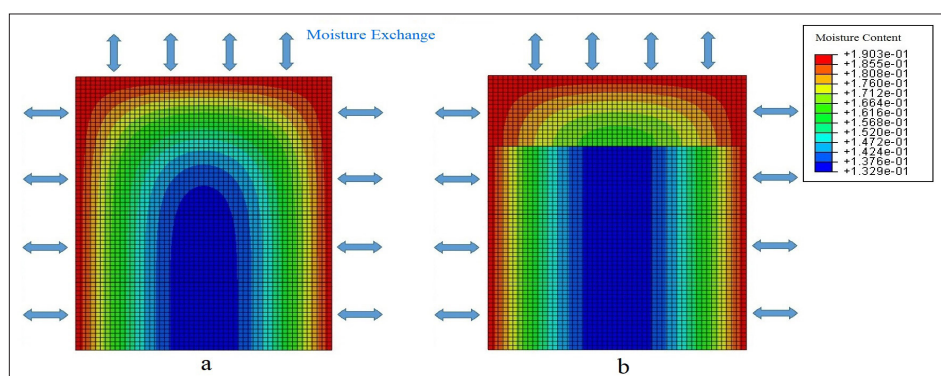 Moisture Exchange
Moisture Content
+1.903e-01
+1.855e-01
+1.808e-01
+1.760e-01
+1.712e-01
+1.664e-01
+1.616e-01
+1.568e-01
+1.520e-01
+1.472e-01
+1.424e-01
+1.376e-01
+1.329e-01
a
b